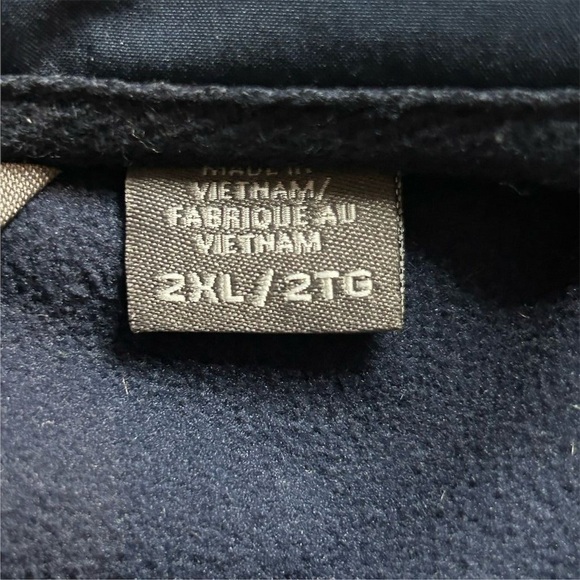 MADE IN
VIETNAM/
FABRIQUE AU
VIETNAM
2XL/2TG